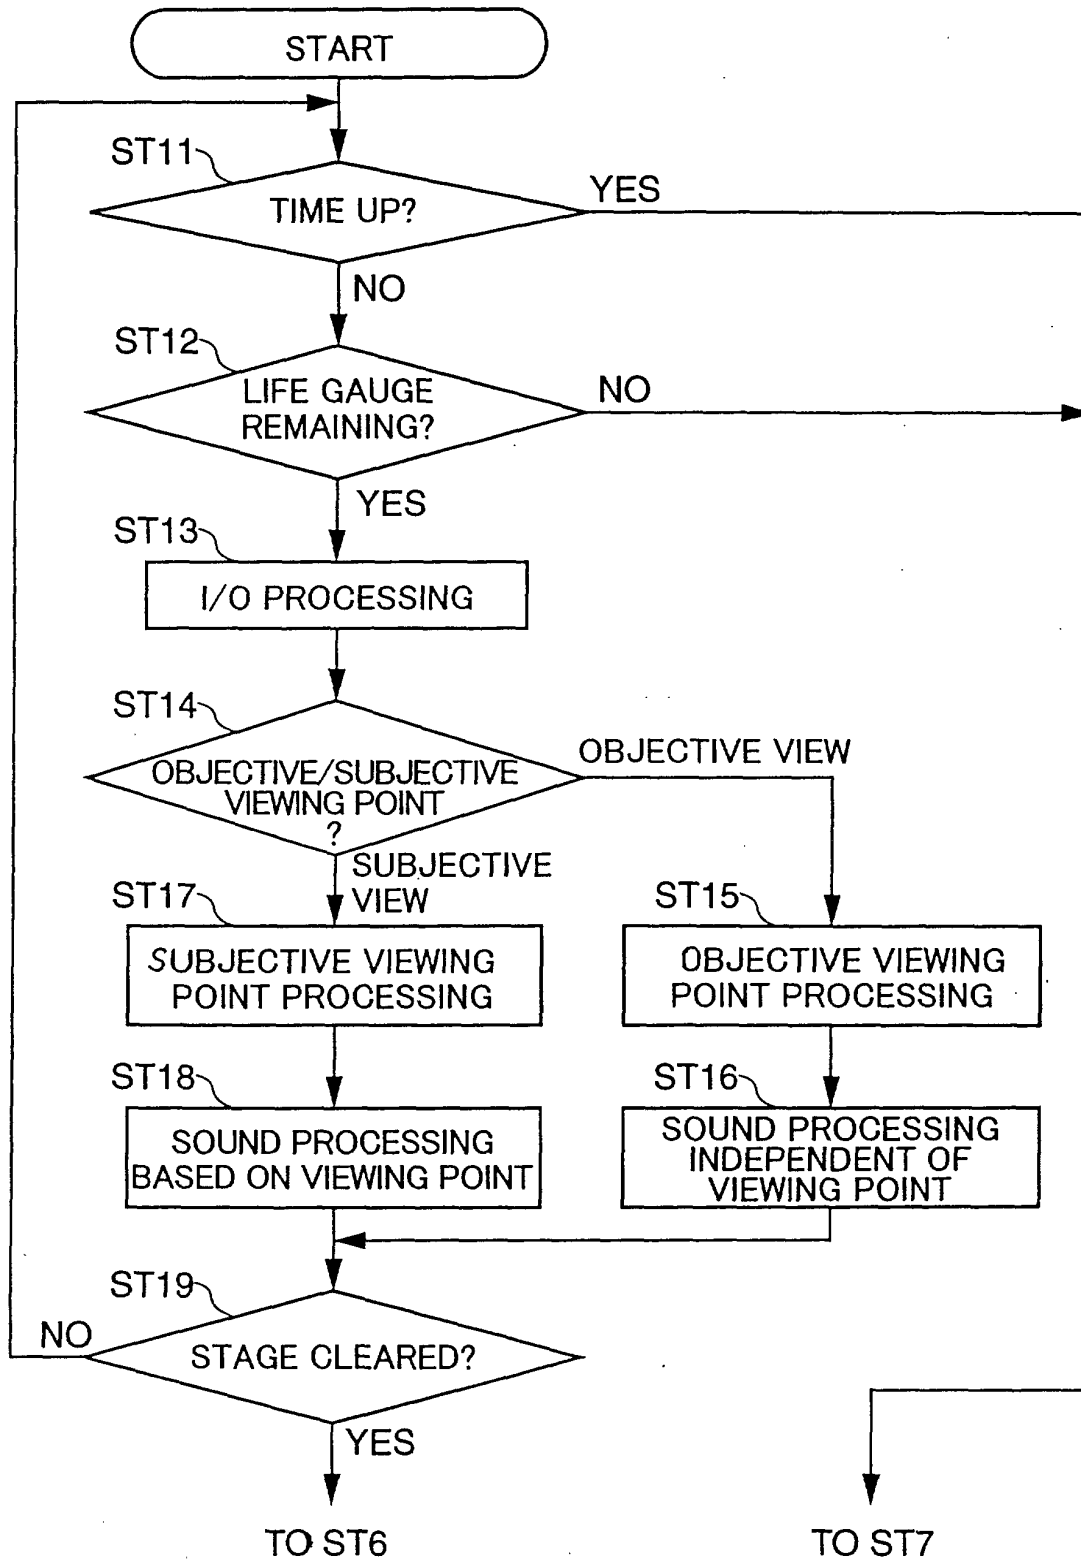 START
ST11
TIME UP?
YES
NO
ST12
LIFE GAUGE
REMAINING?
NO
YES
ST13
I/O PROCESSING
ST14
OBJECTIVE/SUBJECTIVE
VIEWING POINT
?
OBJECTIVE VIEW
SUBJECTIVE
VIEW
ST17
SUBJECTIVE VIEWING
POINT PROCESSING
ST15
OBJECTIVE VIEWING
POINT PROCESSING
ST18
SOUND PROCESSING
BASED ON VIEWING POINT
ST16
SOUND PROCESSING
INDEPENDENT OF
VIEWING POINT
ST19
NO
STAGE CLEARED?
YES
TO ST6
TO ST7